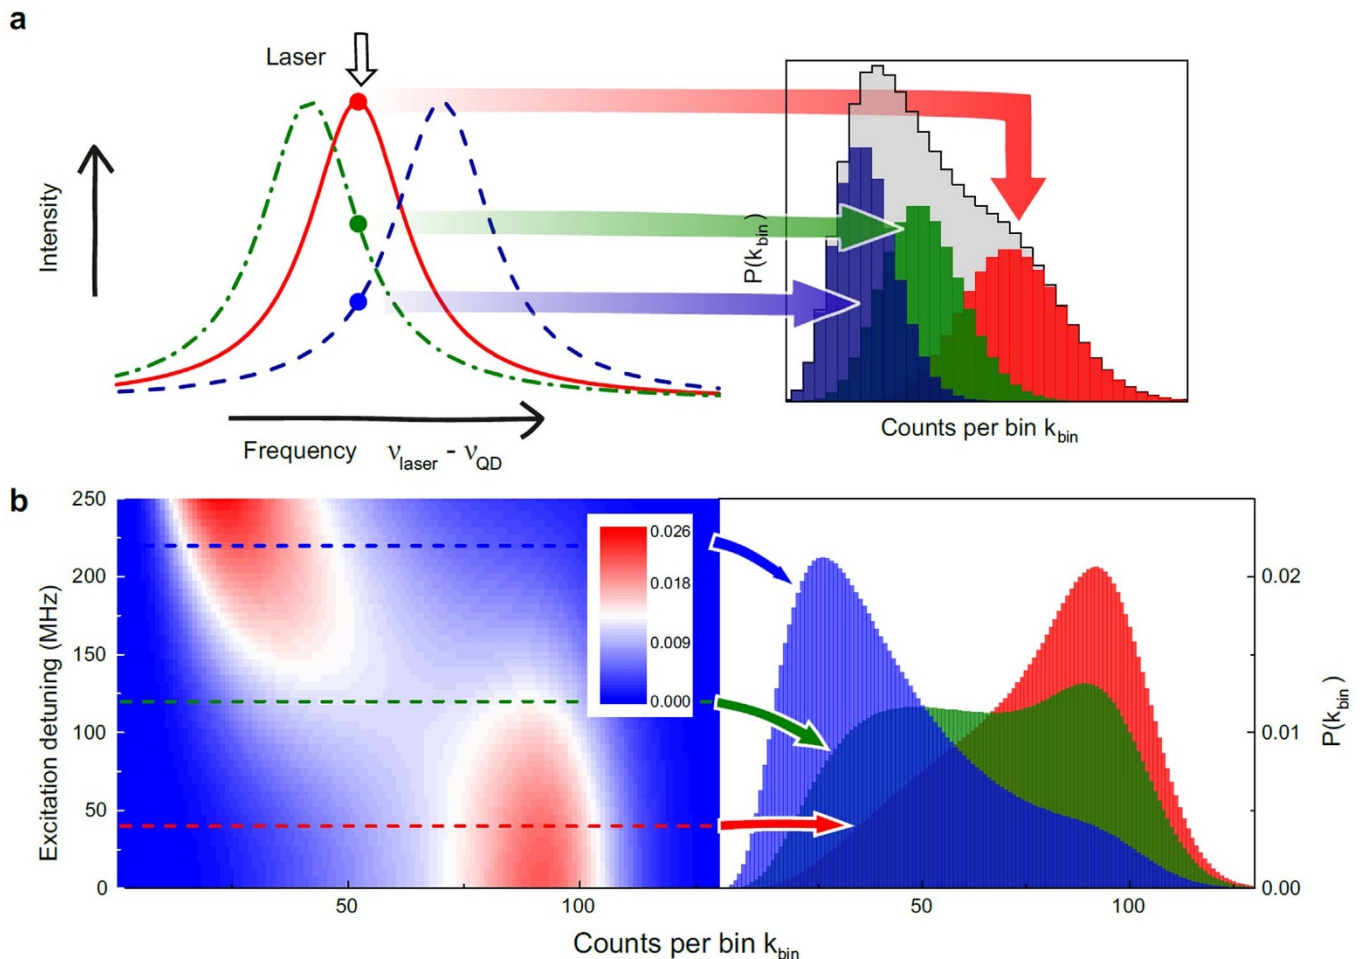 a
Laser
Intensity
Frequency ν_laser - ν_QD
P(k_bin)
Counts per bin k_bin
b
Excitation detuning (MHz)
250
200
150
100
50
0
0.026
0.018
0.009
0.000
50
100
50
100
0.02
0.01
0.00
P(k_bin)
Counts per bin k_bin